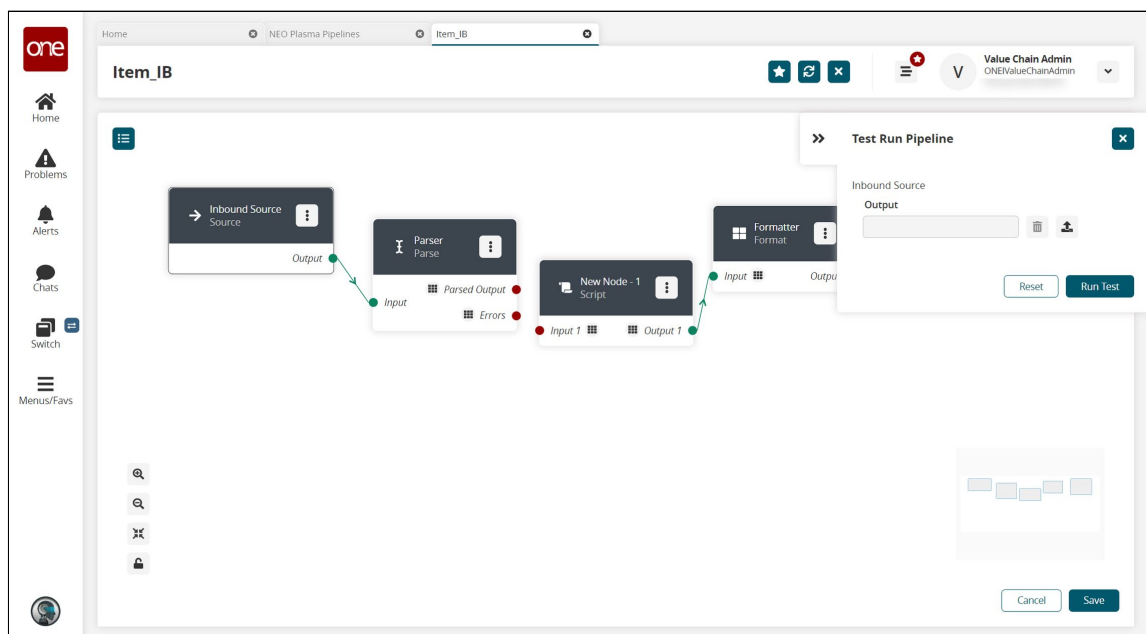 one
Home
NEO Plasma Pipelines
Item_IB
Item_IB
V
Value Chain Admin
ONEIValueChainAdmin
Home
Problems
Alerts
Chats
Switch
Menus/Favs
Inbound Source
Source
Output
Parser
Parse
Parsed Output
Input
Errors
New Node - 1
Script
Input 1
Output 1
Formatter
Format
Input
Outpu
Test Run Pipeline
Inbound Source
Output
Reset
Run Test
Cancel
Save